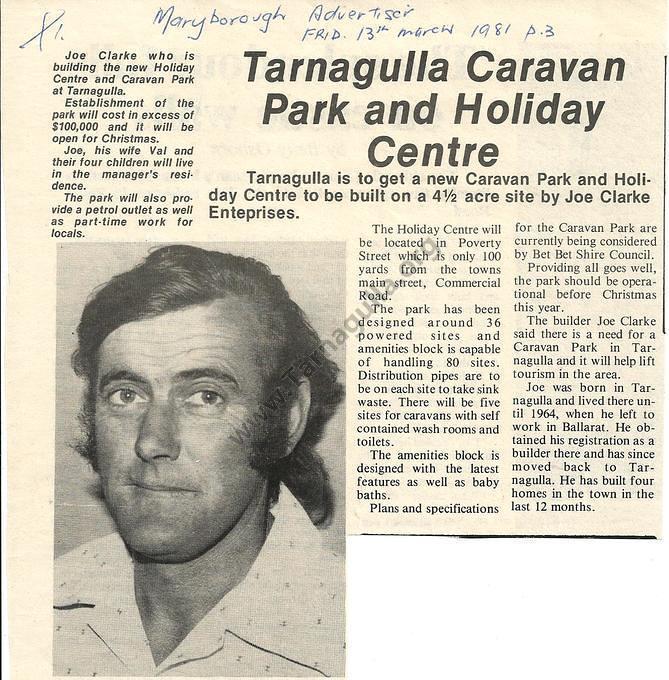 X1.
Maryborough Advertiser
FRID. 13th march 1981 p.3
Joe Clarke who is
building the new Holiday
Centre and Caravan Park
at Tarnagulla.
Establishment of the
park will cost in excess of
$100,000 and it will be
open for Christmas.
Joe, his wife Val and
their four children will live
in the manager's resi-
dence.
The park will also pro-
vide a petrol outlet as well
as part-time work for
locals.
Tarnagulla Caravan
Park and Holiday
Centre
Tarnagulla is to get a new Caravan Park and Holi-
day Centre to be built on a 4½ acre site by Joe Clarke
Enteprises.
The Holiday Centre will
be located in Poverty
Street which is only 100
yards from the towns
main street, Commercial
Road.
The park has been
designed around 36
powered sites and
amenities block is capable
of handling 80 sites.
Distribution pipes are to
be on each site to take sink
waste. There will be five
sites for caravans with self
contained wash rooms and
toilets.
The amenities block is
designed with the latest
features as well as baby
baths.
Plans and specifications
for the Caravan Park are
currently being considered
by Bet Bet Shire Council.
Providing all goes well,
the park should be opera-
tional before Christmas
this year.
The builder Joe Clarke
said there is a need for a
Caravan Park in Tar-
nagulla and it will help lift
tourism in the area.
Joe was born in Tar-
nagulla and lived there un-
til 1964, when he left to
work in Ballarat. He ob-
tained his registration as a
builder there and has since
moved back to Tar-
nagulla. He has built four
homes in the town in the
last 12 months.
www.Tarnagulla.org